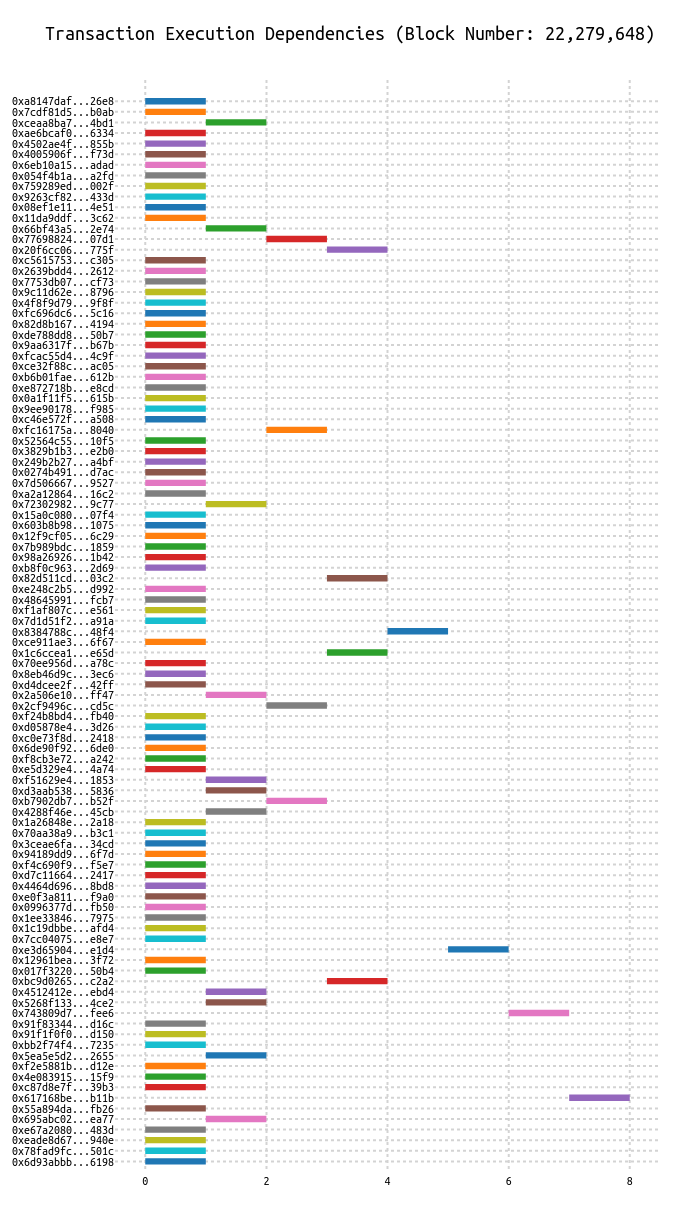 Transaction Execution Dependencies (Block Number: 22,279,648)
0xa8147daf...26e8
0x7cdf81d5...b0ab
0xceaa8ba7...4bd1
0xae6bcaf0...6334
0x4502ae4f...855b
0x4005906f...f73d
0x6eb10a15...adad
0x054f4b1a...a2fd
0x759289ed...002f
0x9263cf82...433d
0x08ef1e11...4e51
0x11da9ddf...3c62
0x66bf43a5...2e74
0x77698824...07d1
0x20f6cc06...775f
0xc5615753...c305
0x2639bdd4...2612
0x7753db07...cf73
0x9c11d62e...8796
0x4f8f9d79...9f8f
0xfc696dc6...5c16
0x82d8b167...4194
0xde788dd8...50b7
0x9aa6317f...b67b
0xfcac55d4...4c9f
0xce32f88c...ac05
0xb6b01fae...612b
0xe872718b...e8cd
0x0a1f11f5...615b
0x9ee90178...f985
0xc46e572f...a508
0xfc16175a...8040
0x52564c55...10f5
0x3829b1b3...e2b0
0x249b2b27...a4bf
0x0274b491...d7ac
0x7d506667...9527
0xa2a12864...16c2
0x72302982...9c77
0x15a0c080...07f4
0x603b8b98...1075
0x12f9cf05...6c29
0x7b989bdc...1859
0x98a26926...1b42
0xb8f0c963...2d69
0x82d511cd...03c2
0xe248c2b5...d992
0x48645991...fcb7
0xf1af807c...e561
0x7d1d51f2...a91a
0x8384788c...48f4
0xce911ae3...6f67
0x1c6ccea1...e65d
0x70ee956d...a78c
0x8eb46d9c...3ec6
0xd4dcee2f...42ff
0x2a506e10...ff47
0x2cf9496c...cd5c
0xf24b8bd4...fb40
0xd05878e4...3d26
0xc0e73f8d...2418
0x6de90f92...6de0
0xf8cb3e72...a242
0xe5d329e4...4a74
0xf51629e4...1853
0xd3aab538...5836
0xb7902db7...b52f
0x4288f46e...45cb
0x1a26848e...2a18
0x70aa38a9...b3c1
0x3ceae6fa...34cd
0x94189dd9...6f7d
0xf4c690f9...f5e7
0xd7c11664...2417
0x4464d696...8bd8
0xe0f3a811...f9a0
0x0996377d...fb50
0x1ee33846...7975
0x1c19dbbe...afd4
0x7cc04075...e8e7
0xe3d65904...e1d4
0x12961bea...3f72
0x017f3220...50b4
0xbc9d0265...c2a2
0x4512412e...ebd4
0x5268f133...4ce2
0x743809d7...fee6
0x91f83344...d16c
0x91f1f0f0...d150
0xbb2f74f4...7235
0x5ea5e5d2...2655
0xf2e5881b...d12e
0x4e083915...15f9
0xc87d8e7f...39b3
0x617168be...b11b
0x55a894da...fb26
0x695abc02...ea77
0xe67a2080...483d
0xeade8d67...940e
0x78fad9fc...501c
0x6d93abbb...6198
0 2 4 6 8